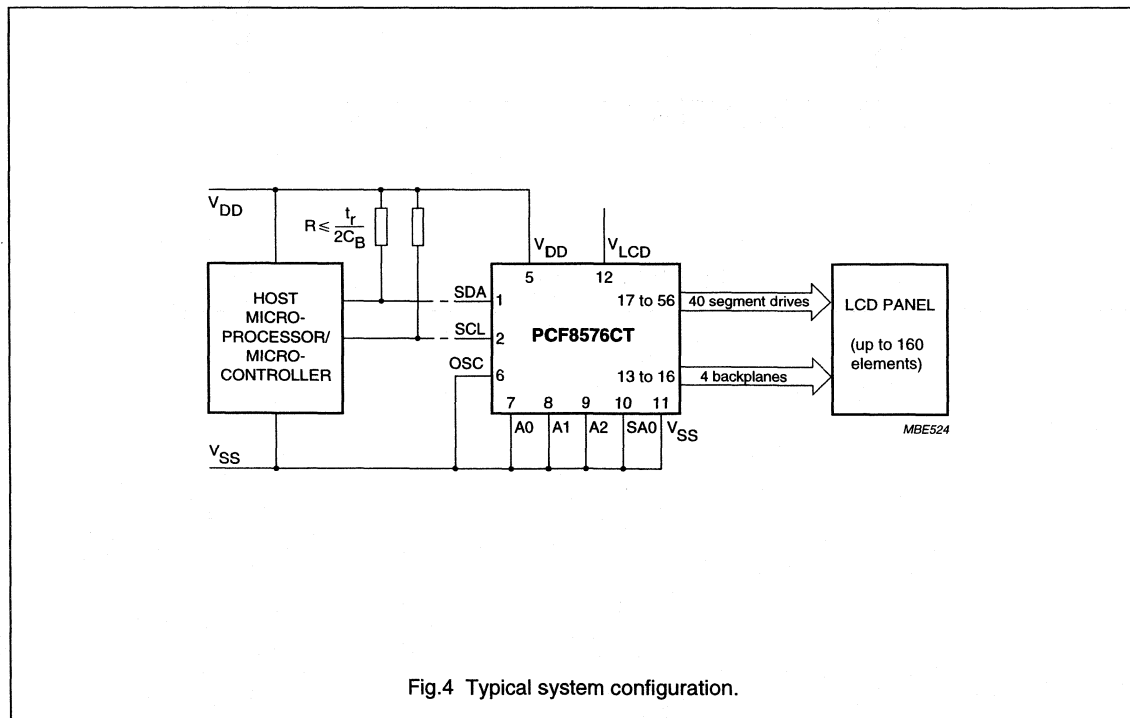 V_DD
R ≤ t_r / 2C_B
V_DD
V_LCD
5
12
HOST
MICRO-
PROCESSOR/
MICRO-
CONTROLLER
SDA
1
SCL
2
OSC
6
PCF8576CT
17 to 56
40 segment drives
13 to 16
4 backplanes
LCD PANEL
(up to 160
elements)
7 8 9 10 11
A0 A1 A2 SA0 V_SS
MBE524
V_SS
Fig.4 Typical system configuration.